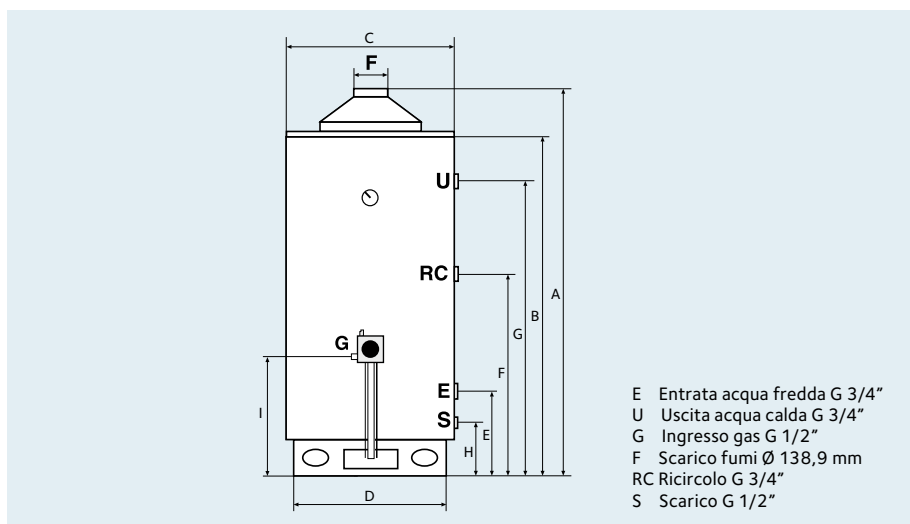 C
F
U
RC
A
B
G
G
F
I
E
E
S
H
D
E Entrata acqua fredda G 3/4”
U Uscita acqua calda G 3/4”
G Ingresso gas G 1/2”
F Scarico fumi Ø 138,9 mm
RC Ricircolo G 3/4”
S Scarico G 1/2”